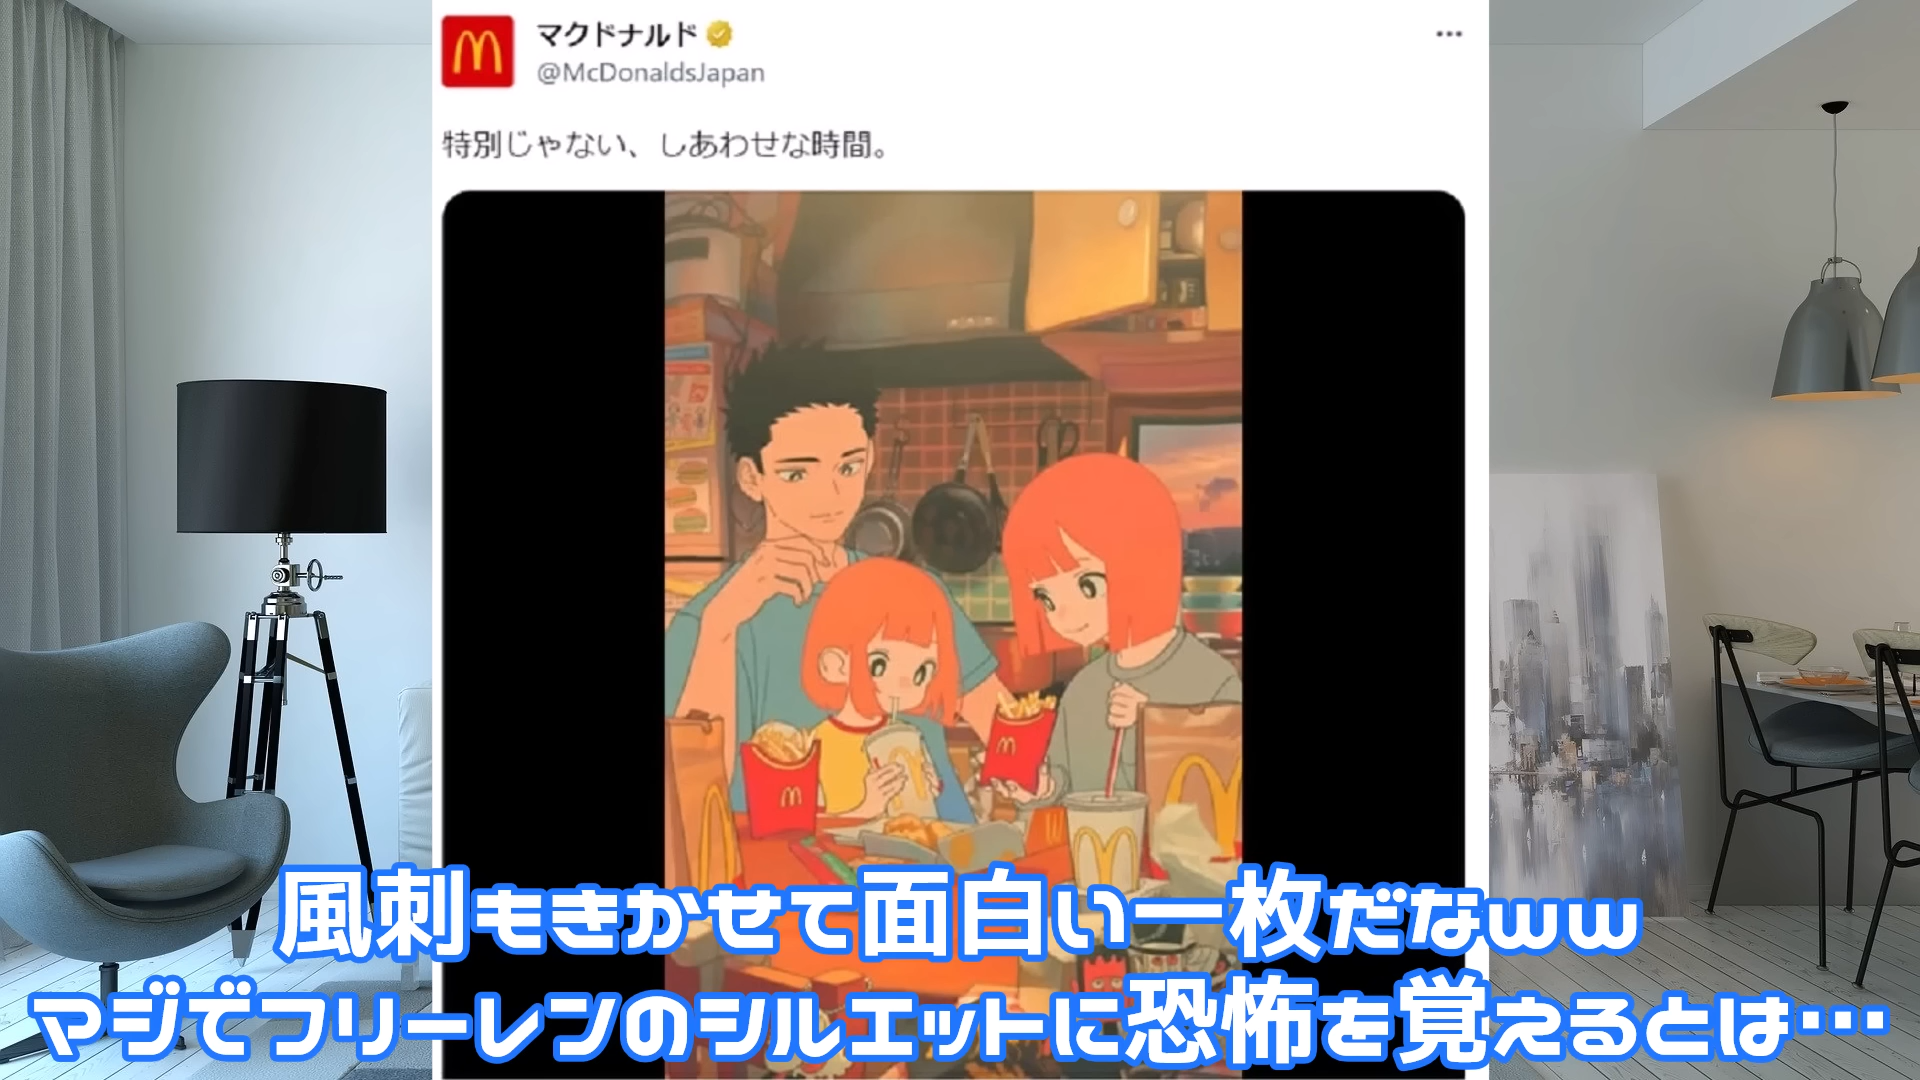 マクドナルド
@McDonaldsJapan
特別じゃない、しあわせな時間。
風刺もきかせて面白い一枚だなww
マジでフリーレンのシルエットに恐怖を覚えるとは…